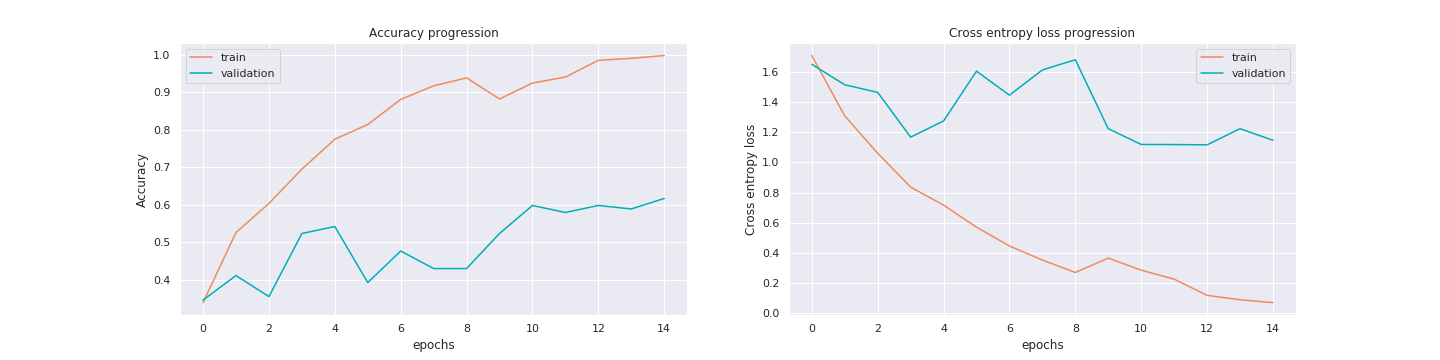 Accuracy progression
train
validation
1.0
0.9
0.8
0.7
0.6
0.5
0.4
Accuracy
0 2 4 6 8 10 12 14
epochs
Cross entropy loss progression
train
validation
1.6
1.4
1.2
1.0
0.8
0.6
0.4
0.2
0.0
Cross entropy loss
0 2 4 6 8 10 12 14
epochs